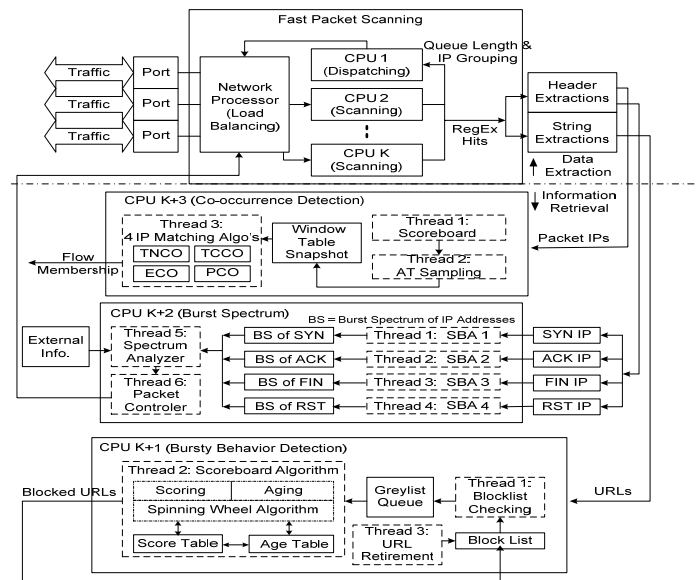 Fast Packet Scanning
Traffic
Port
Traffic
Port
Traffic
Port
Network
Processor
(Load
Balancing)
CPU 1
(Dispatching)
CPU 2
(Scanning)
CPU K
(Scanning)
Queue Length &
IP Grouping
RegEx
Hits
Header
Extractions
String
Extractions
Data
Extraction
Information
Retrieval
CPU K+3 (Co-occurrence Detection)
Thread 3:
4 IP Matching Algo's
TNCO
TCCO
ECO
PCO
Window
Table
Snapshot
Thread 1:
Scoreboard
Thread 2:
AT Sampling
Packet IPs
Flow
Membership
CPU K+2 (Burst Spectrum)
BS = Burst Spectrum of IP Addresses
External
Info.
Thread 5:
Spectrum
Analyzer
Thread 6:
Packet
Controler
BS of SYN
Thread 1: SBA 1
SYN IP
BS of ACK
Thread 2: SBA 2
ACK IP
BS of FIN
Thread 3: SBA 3
FIN IP
BS of RST
Thread 4: SBA 4
RST IP
CPU K+1 (Bursty Behavior Detection)
Thread 2: Scoreboard Algorithm
Scoring
Aging
Spinning Wheel Algorithm
Score Table
Age Table
Greylist
Queue
Thread 1:
Blocklist
Checking
Thread 3:
URL
Retirement
Block List
Blocked URLs
URLs